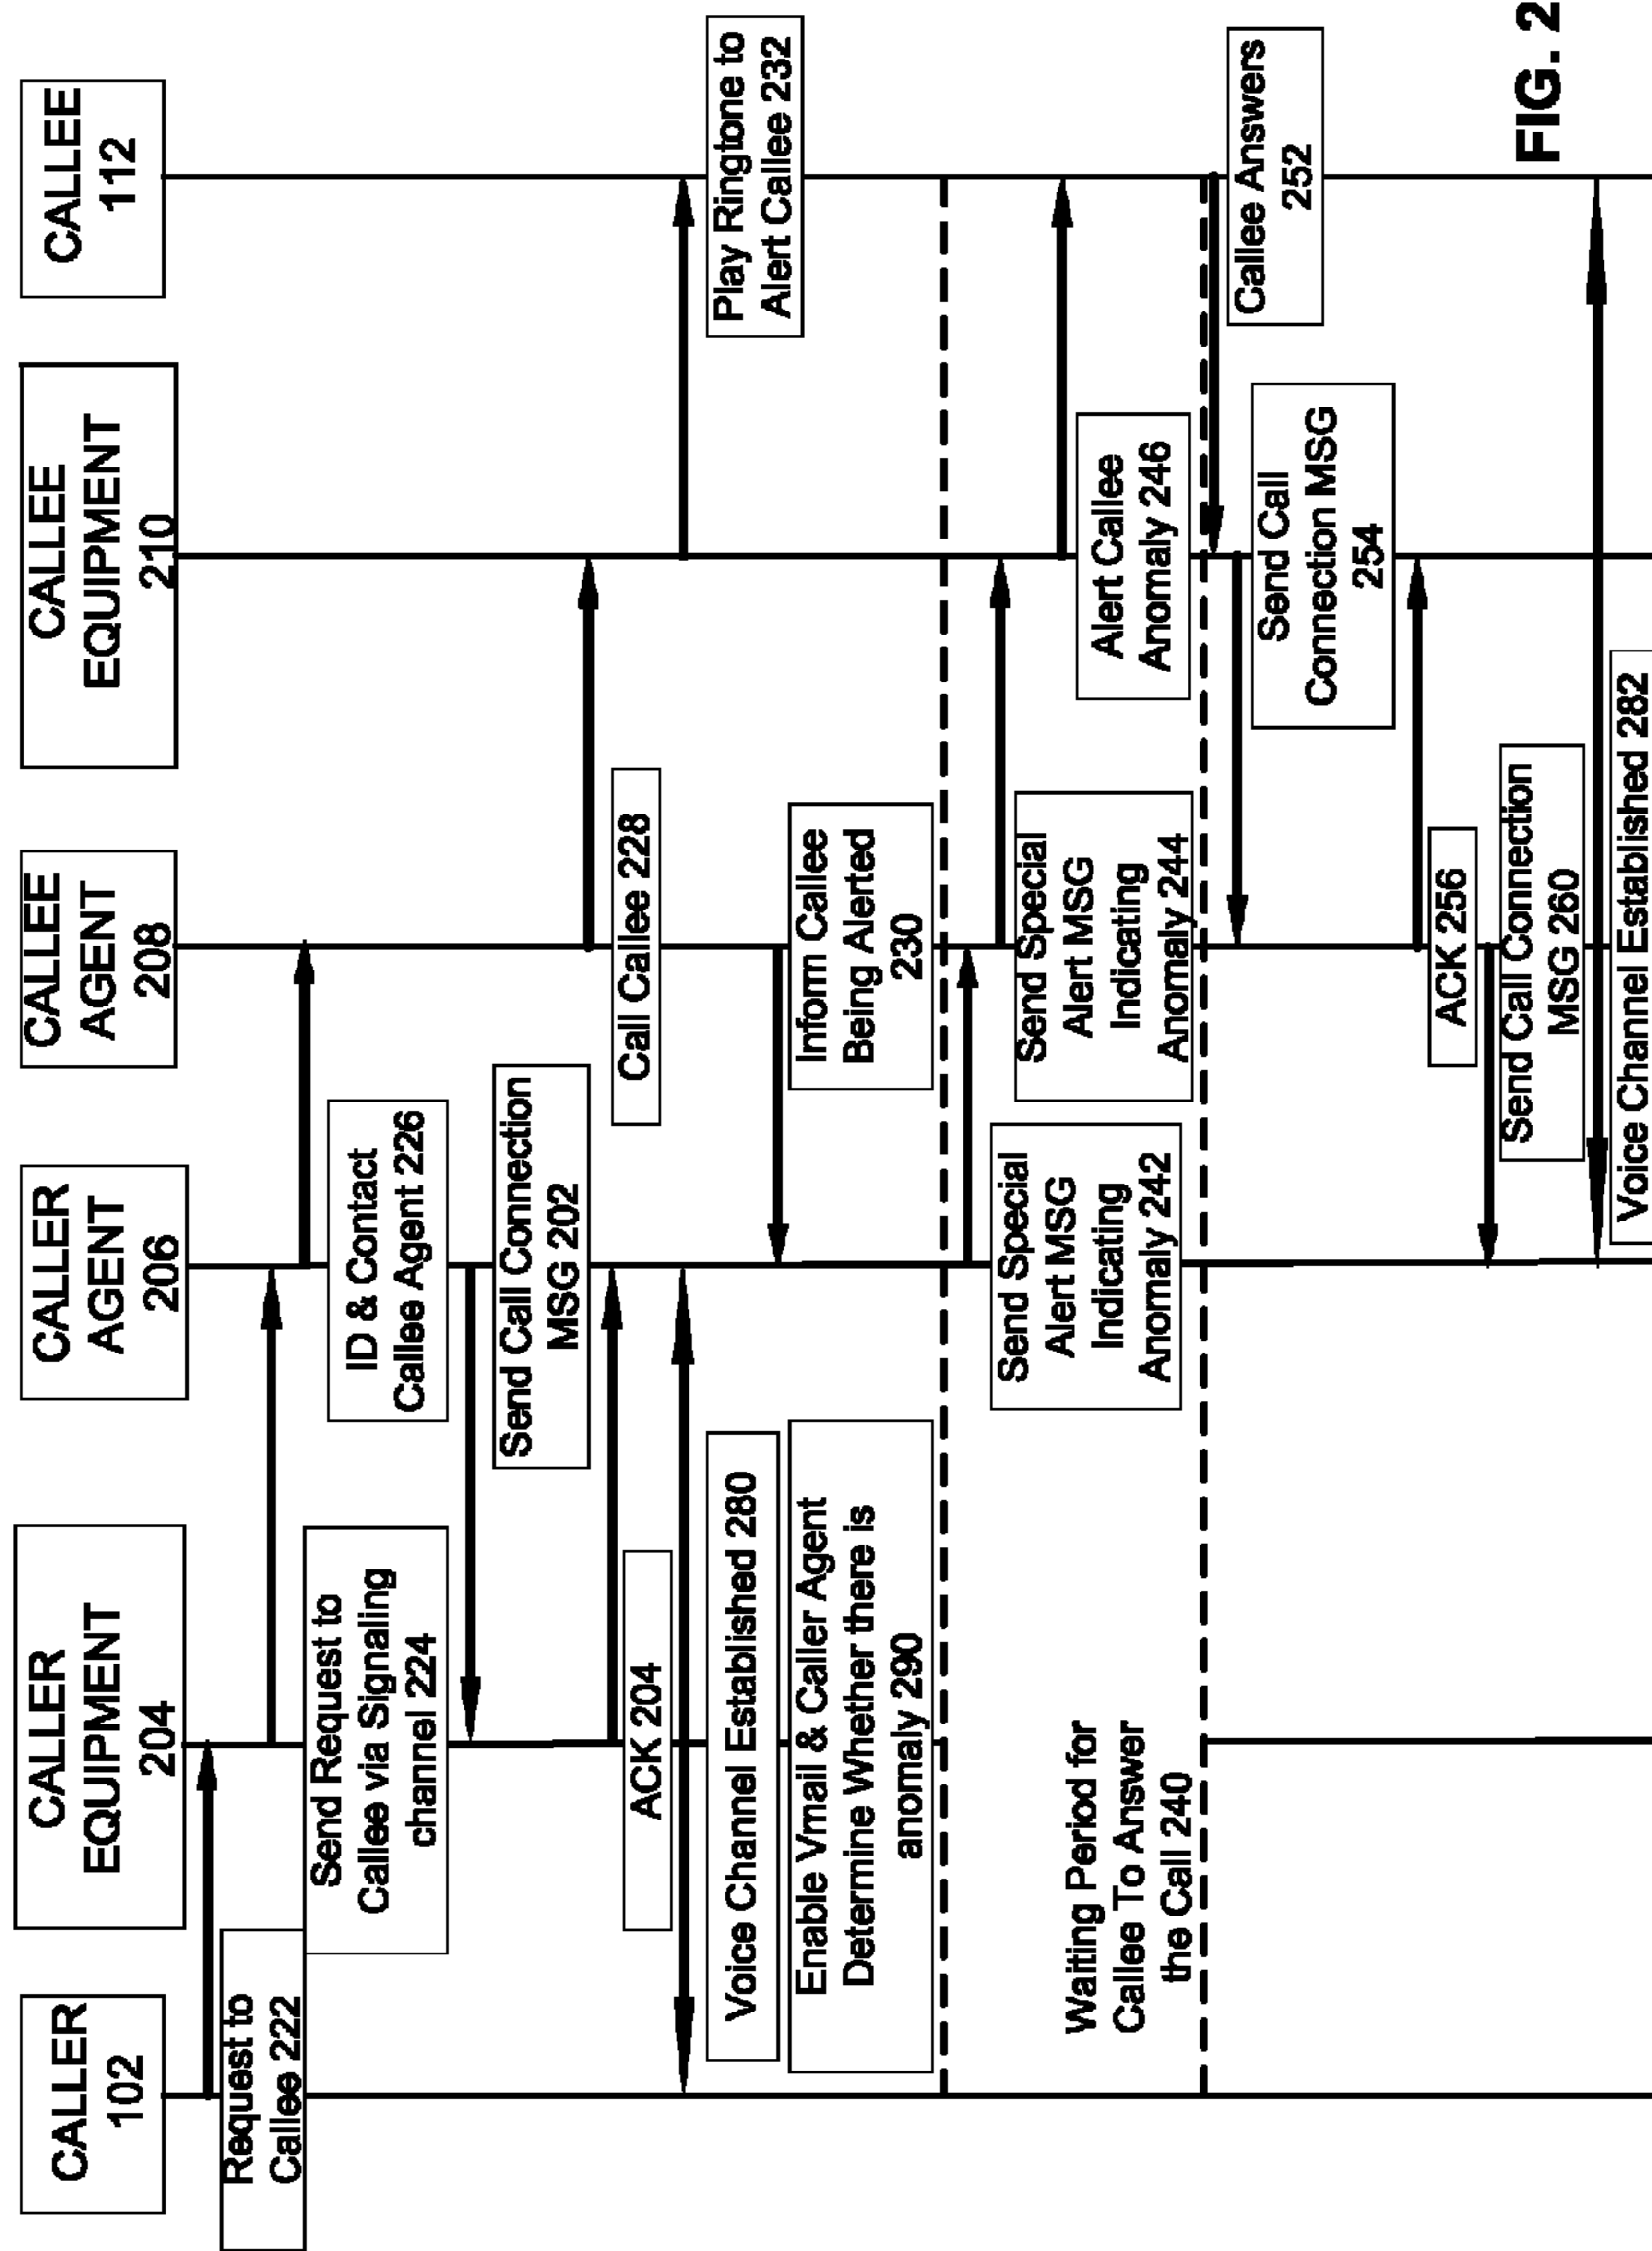 CALLER
102
CALLER
EQUIPMENT
204
CALLER
AGENT
206
CALLEE
AGENT
208
CALLEE
EQUIPMENT
210
CALLEE
112
Request to
Callee 222
Send Request to
Callee via Signaling
channel 224
ID & Contact
Callee Agent 226
Send Call Connection
MSG 202
Call Callee 228
ACK 204
Voice Channel Established 280
Play Ringtone to
Alert Callee 232
Enable Vmail & Caller Agent
Determine Whether there is
anomaly 290
Inform Callee
Being Alerted
230
Waiting Period for
Callee To Answer
the Call 240
Send Special
Alert MSG
Indicating
Anomaly 242
Send Special
Alert MSG
Indicating
Anomaly 244
Alert Callee
Anomaly 246
Callee Answers
252
Send Call
Connection MSG
254
ACK 256
Send Call Connection
MSG 260
Voice Channel Established 282
FIG. 2